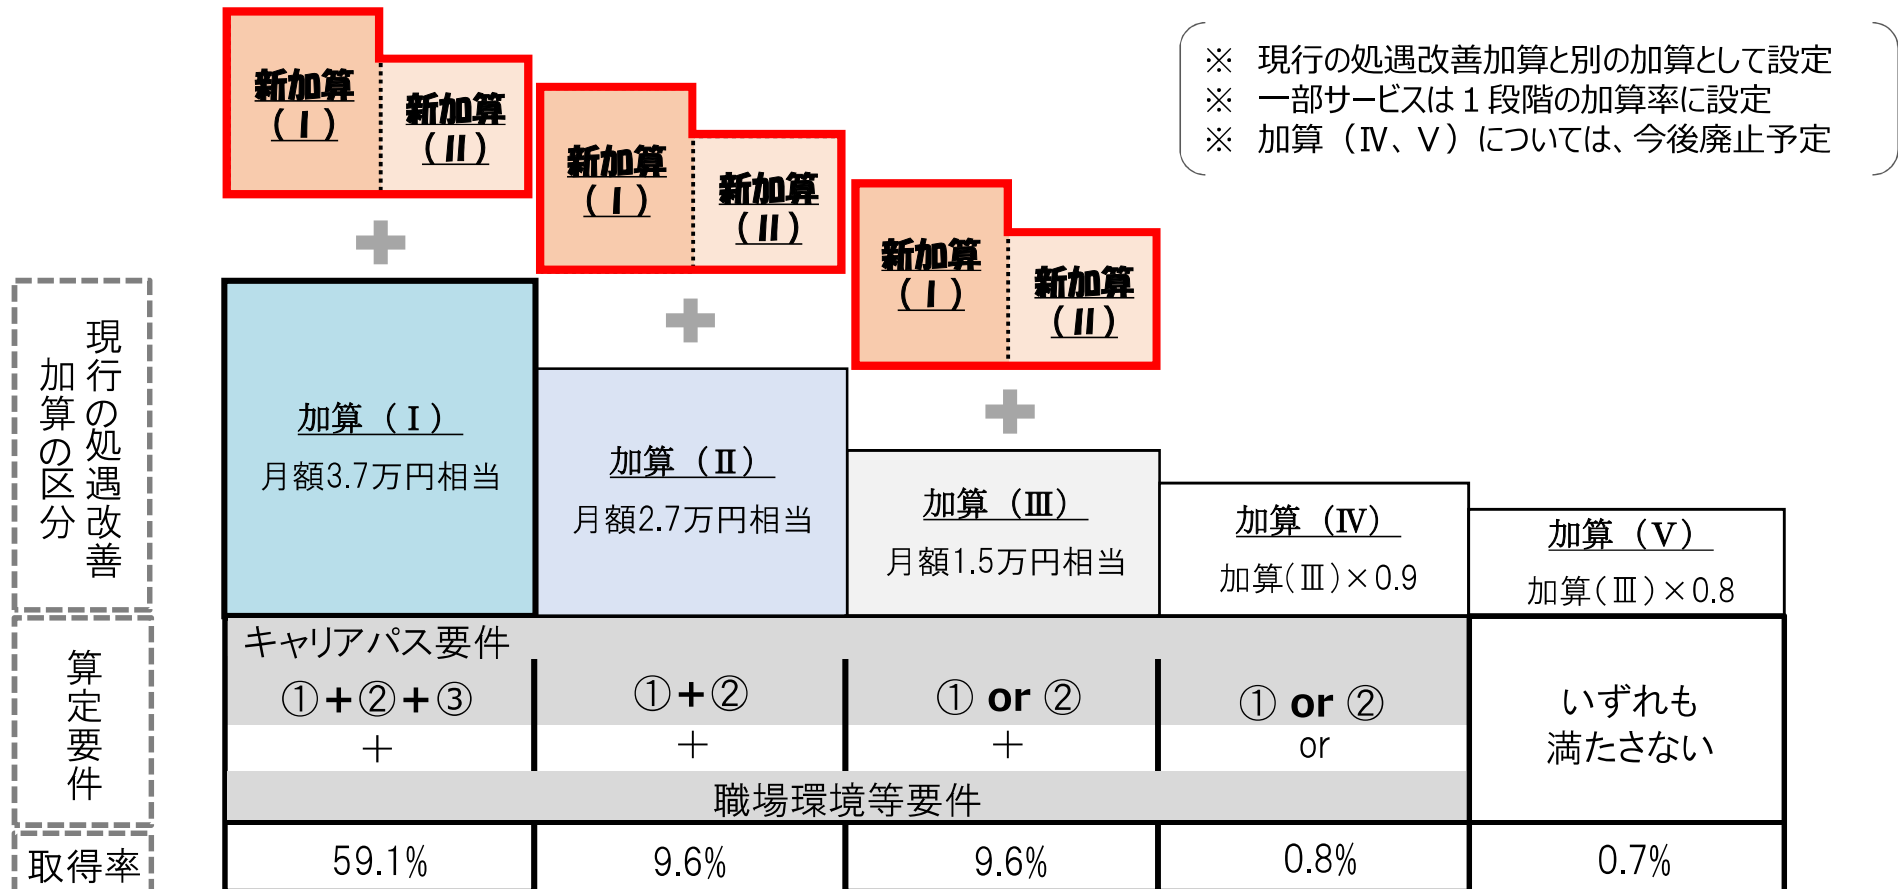 新加算
(Ⅰ)
新加算
(Ⅱ)
新加算
(Ⅰ)
新加算
(Ⅱ)
新加算
(Ⅰ)
新加算
(Ⅱ)
※ 現行の処遇改善加算と別の加算として設定
※ 一部サービスは１段階の加算率に設定
※ 加算（Ⅳ、Ⅴ）については、今後廃止予定
現行の処遇改善
加算の区分
加算（Ⅰ）
月額3.7万円相当
加算（Ⅱ）
月額2.7万円相当
加算（Ⅲ）
月額1.5万円相当
加算（Ⅳ）
加算(Ⅲ)×0.9
加算（Ⅴ）
加算(Ⅲ)×0.8
算定要件
キャリアパス要件
①+②+③
+
①+②
+
① or ②
+
① or ②
or
職場環境等要件
いずれも
満たさない
取得率
59.1%
9.6%
9.6%
0.8%
0.7%